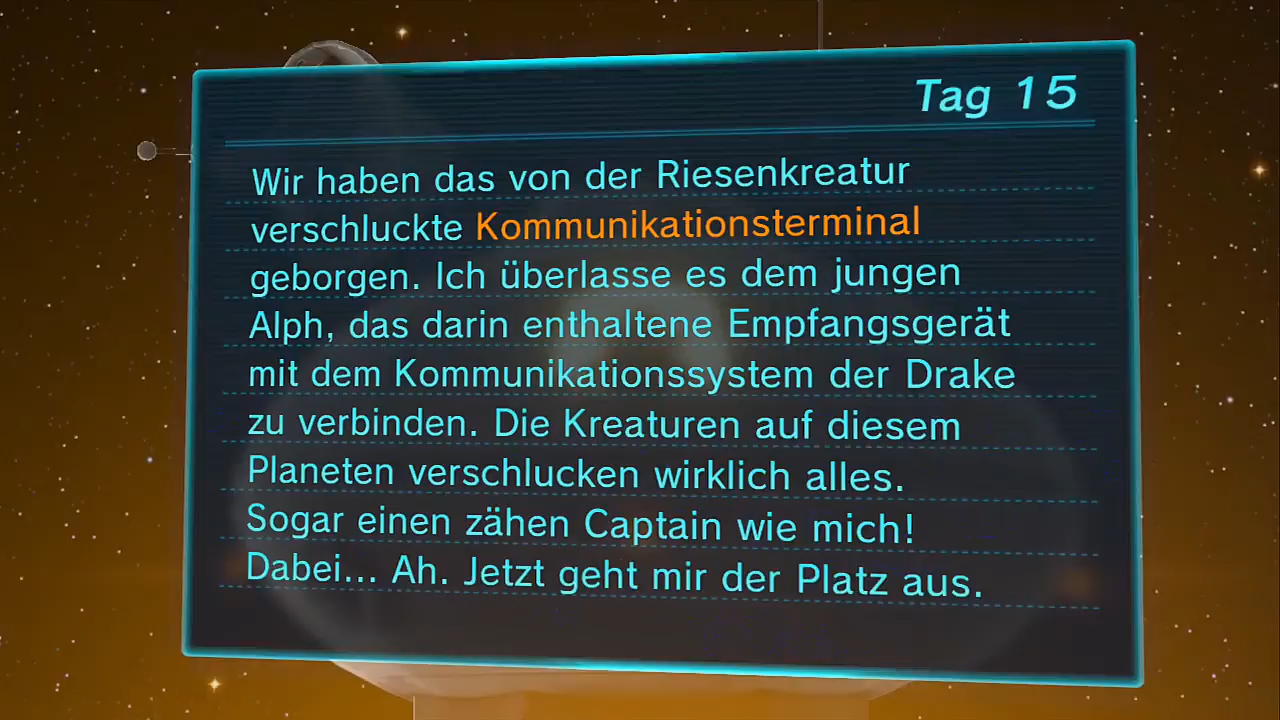 Tag 15
Wir haben das von der Riesenkreatur
verschluckte Kommunikationsterminal
geborgen. Ich überlasse es dem jungen
Alph, das darin enthaltene Empfangsgerät
mit dem Kommunikationssystem der Drake
zu verbinden. Die Kreaturen auf diesem
Planeten verschlucken wirklich alles.
Sogar einen zähen Captain wie mich!
Dabei... Ah. Jetzt geht mir der Platz aus.